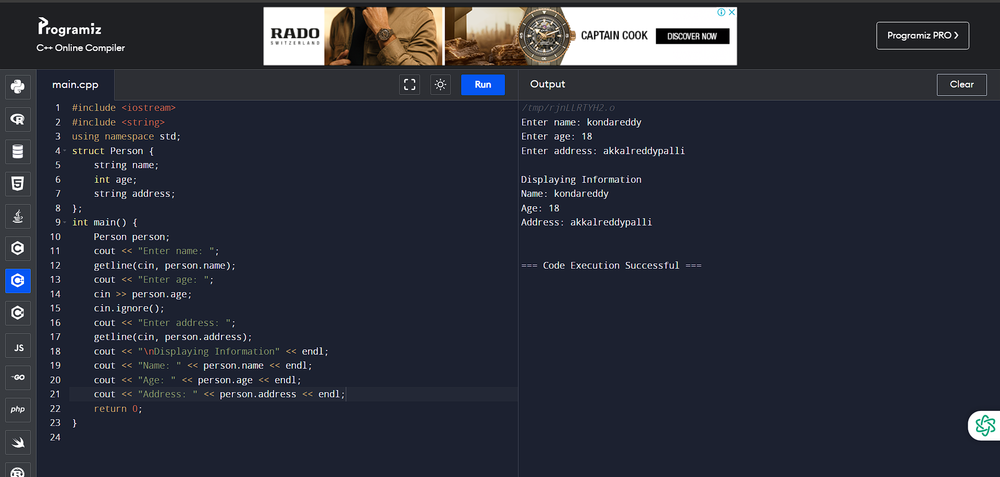 Programiz
C++ Online Compiler
RADO
SWITZERLAND
CAPTAIN COOK
DISCOVER NOW
Programiz PRO ❯
main.cpp
Run
Output
Clear
1 #include <iostream>
2 #include <string>
3 using namespace std;
4 struct Person {
5     string name;
6     int age;
7     string address;
8 };
9 int main() {
10     Person person;
11     cout << "Enter name: ";
12     getline(cin, person.name);
13     cout << "Enter age: ";
14     cin >> person.age;
15     cin.ignore();
16     cout << "Enter address: ";
17     getline(cin, person.address);
18     cout << "\nDisplaying Information" << endl;
19     cout << "Name: " << person.name << endl;
20     cout << "Age: " << person.age << endl;
21     cout << "Address: " << person.address << endl;
22     return 0;
23 }
24
/tmp/rjnLLRTYH2.o
Enter name: kondareddy
Enter age: 18
Enter address: akkalreddypalli
Displaying Information
Name: kondareddy
Age: 18
Address: akkalreddypalli
=== Code Execution Successful ===
R
5
C
C++
C#
JS
GO
php
R